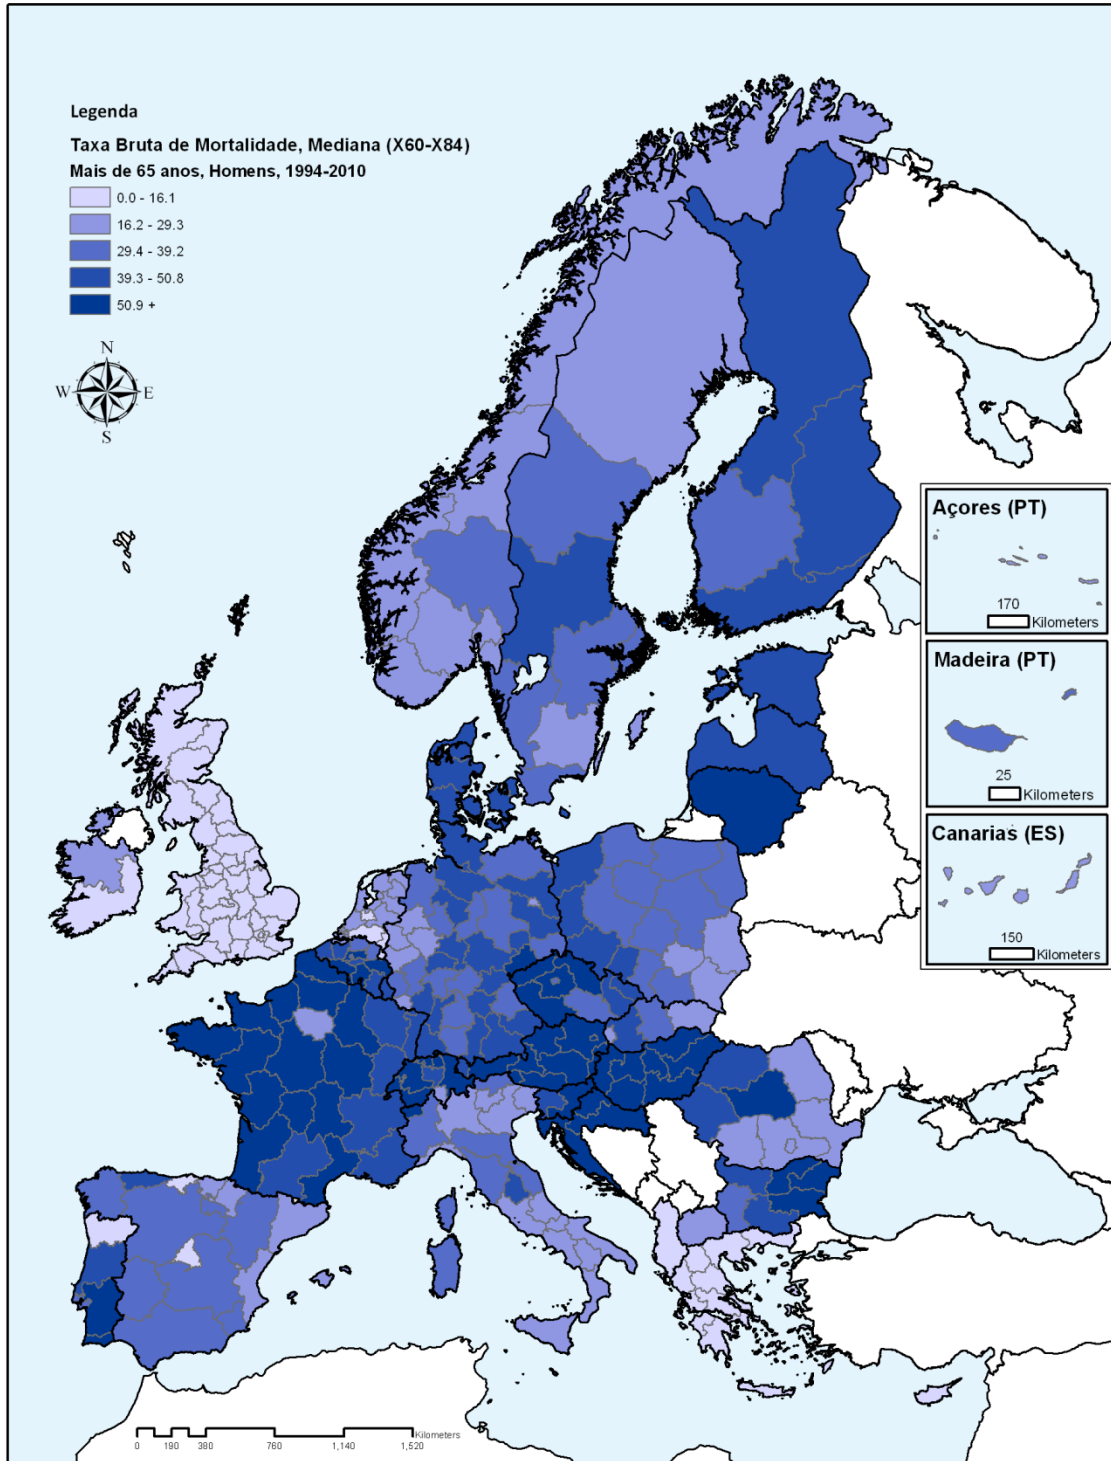 Legenda
Taxa Bruta de Mortalidade, Mediana (X60-X84)
Mais de 65 anos, Homens, 1994-2010
0.0 - 16.1
16.2 - 29.3
29.4 - 39.2
39.3 - 50.8
50.9 +
N
W E
S
Açores (PT)
170
Kilometers
Madeira (PT)
25
Kilometers
Canarias (ES)
150
Kilometers
Kilometers
0 190 380 760 1,140 1,520